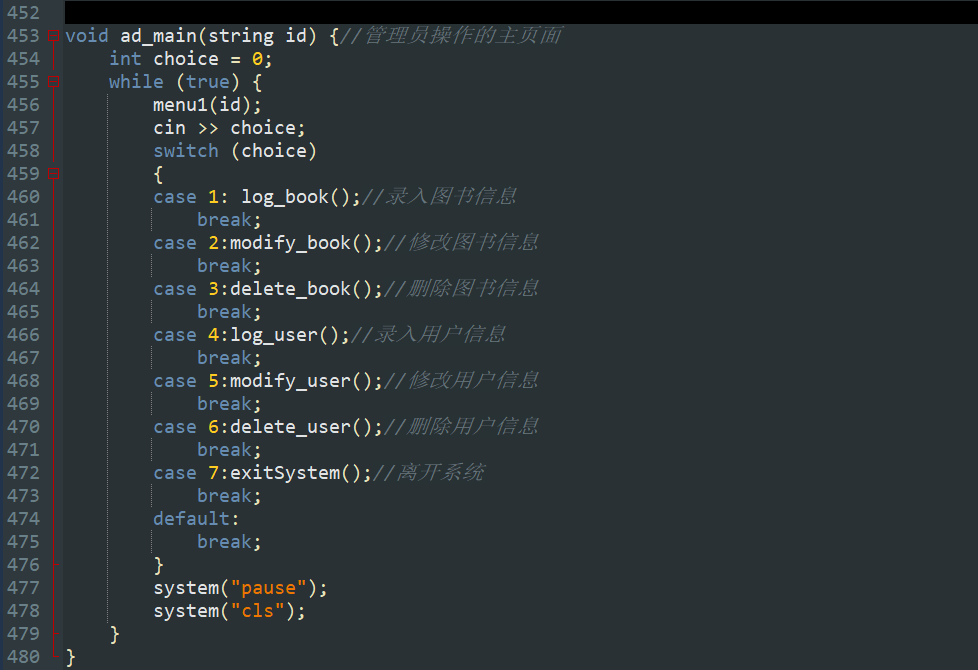 452
453 void ad_main(string id) {//管理员操作的主页面
454     int choice = 0;
455     while (true) {
456         menu1(id);
457         cin >> choice;
458         switch (choice)
459         {
460         case 1: log_book();//录入图书信息
461             break;
462         case 2:modify_book();//修改图书信息
463             break;
464         case 3:delete_book();//删除图书信息
465             break;
466         case 4:log_user();//录入用户信息
467             break;
468         case 5:modify_user();//修改用户信息
469             break;
470         case 6:delete_user();//删除用户信息
471             break;
472         case 7:exitSystem();//离开系统
473             break;
474         default:
475             break;
476         }
477         system("pause");
478         system("cls");
479     }
480 }